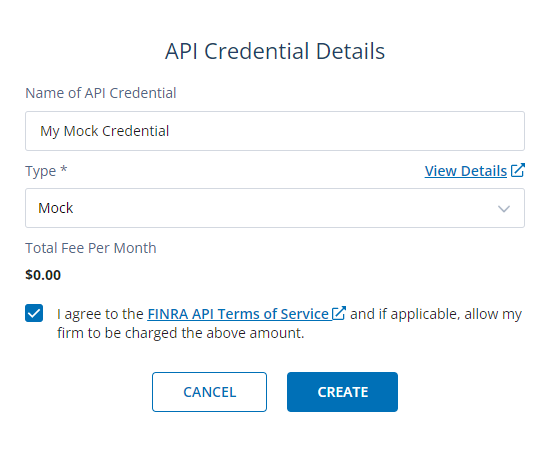 API Credential Details
Name of API Credential
My Mock Credential
Type *
View Details
Mock
Total Fee Per Month
$0.00
I agree to the FINRA API Terms of Service and if applicable, allow my
firm to be charged the above amount.
CANCEL
CREATE